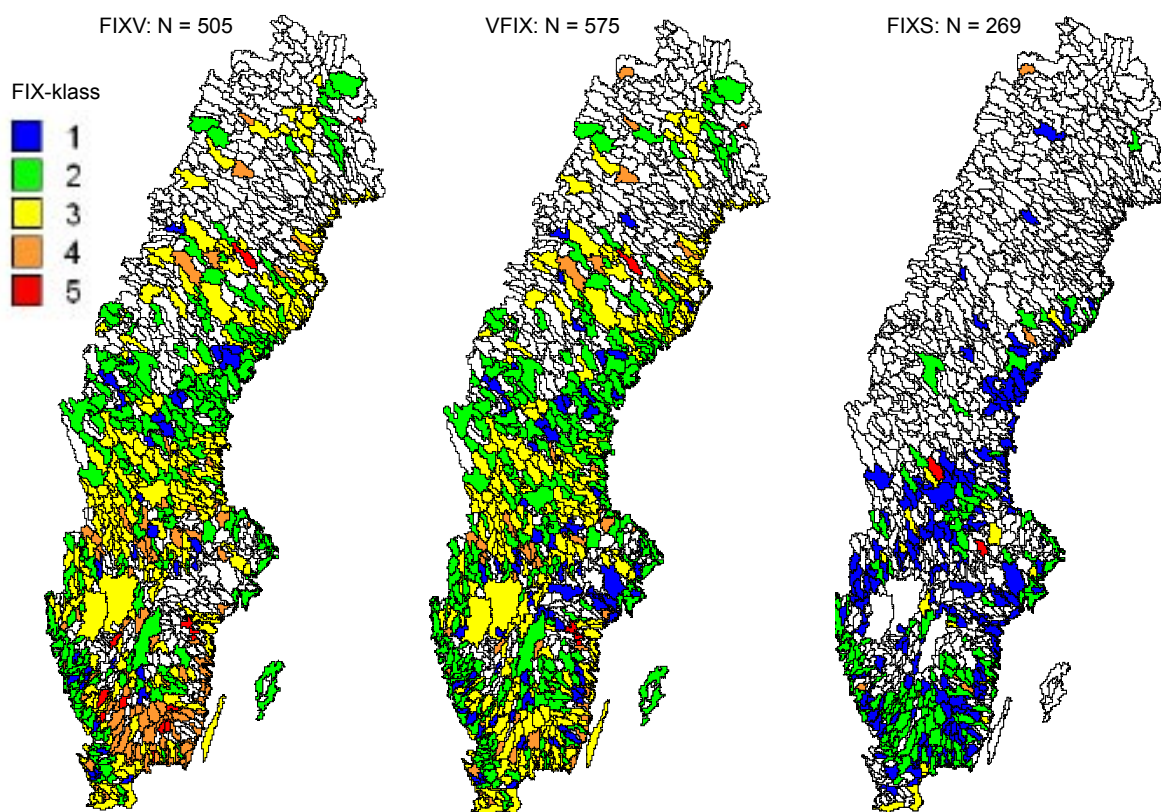 FIXV: N = 505
VFIX: N = 575
FIXS: N = 269
FIX-klass
1
2
3
4
5